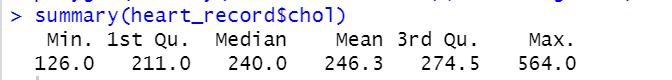 > summary(heart_record$chol)
Min. 1st Qu. Median Mean 3rd Qu. Max.
126.0 211.0 240.0 246.3 274.5 564.0